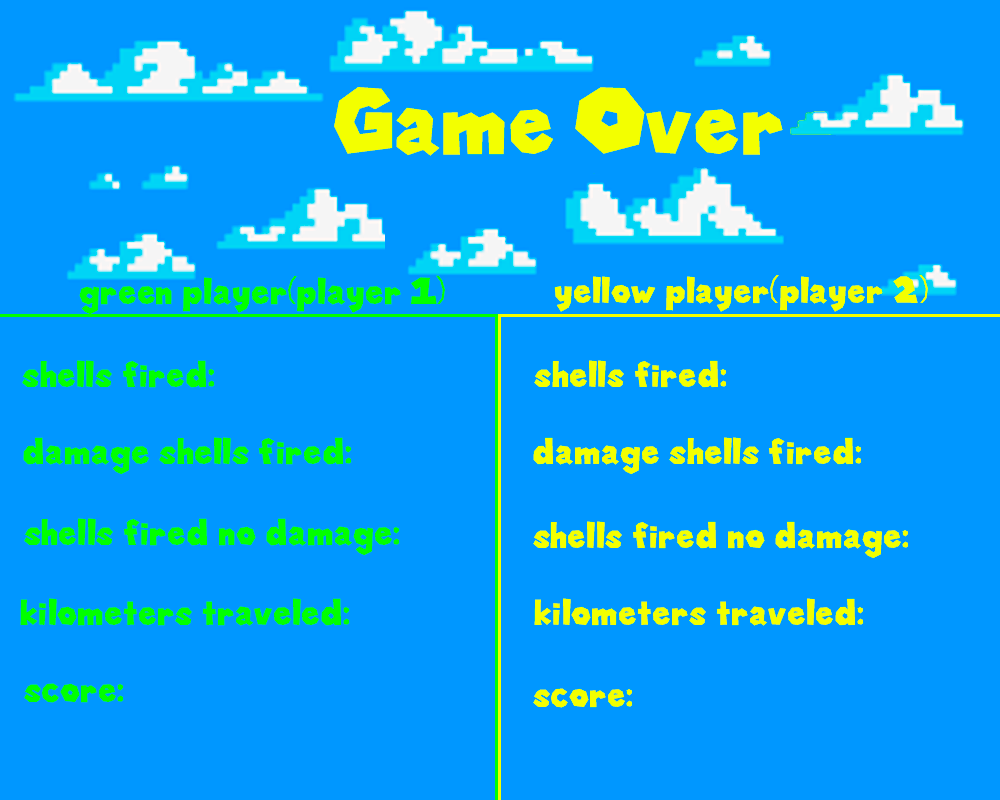 Game Over
green player(player 1)
yellow player(player 2)
shells fired:
damage shells fired:
shells fired no damage:
kilometers traveled:
score:
shells fired:
damage shells fired:
shells fired no damage:
kilometers traveled:
score: